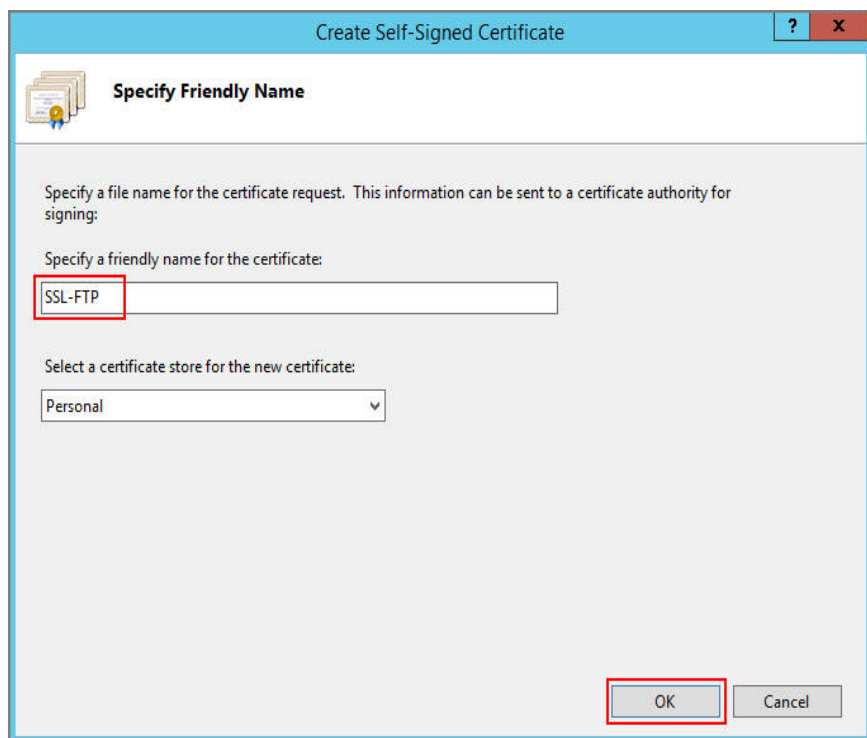 Create Self-Signed Certificate
? x
Specify Friendly Name
Specify a file name for the certificate request.  This information can be sent to a certificate authority for
signing:
Specify a friendly name for the certificate:
SSL-FTP
Select a certificate store for the new certificate:
Personal
OK Cancel